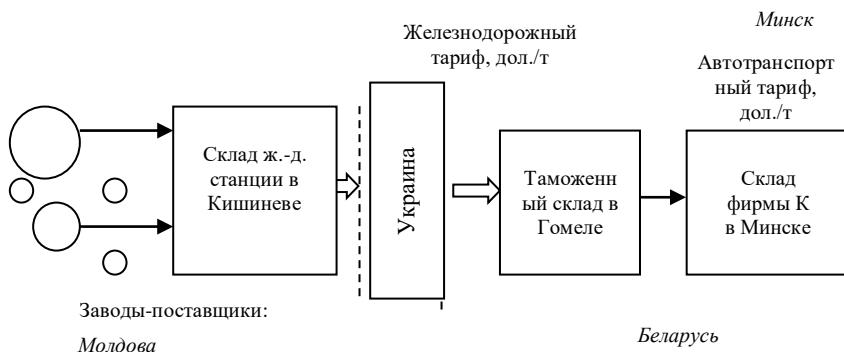 Минск
Железнодорожный
тариф, дол./т
Автотранспорт
ный тариф,
дол./т
Склад ж.-д.
станции в
Кишиневе
Украина
Таможенн
ый склад в
Гомеле
Склад
фирмы К
в Минске
Заводы-поставщики:
Молдова
Беларусь